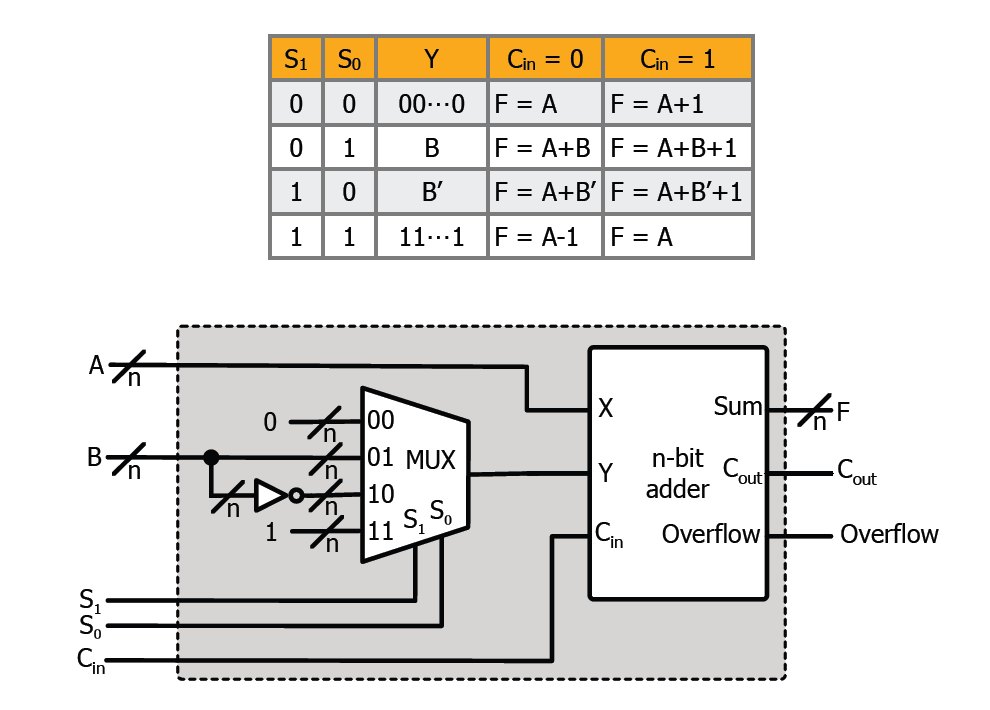 S₁ S₀ Y Cᵢₙ = 0 Cᵢₙ = 1
0 0 00···0 F = A F = A+1
0 1 B F = A+B F = A+B+1
1 0 B′ F = A+B′ F = A+B′+1
1 1 11···1 F = A-1 F = A
A
n
0
n
00
B
n
n
01
MUX
n
n
10
1
n
11
S₁
S₀
S₁
S₀
Cᵢₙ
X
Y
Cᵢₙ
n-bit
adder
Sum
Cₒᵤₜ
Overflow
n
F
Cₒᵤₜ
Overflow